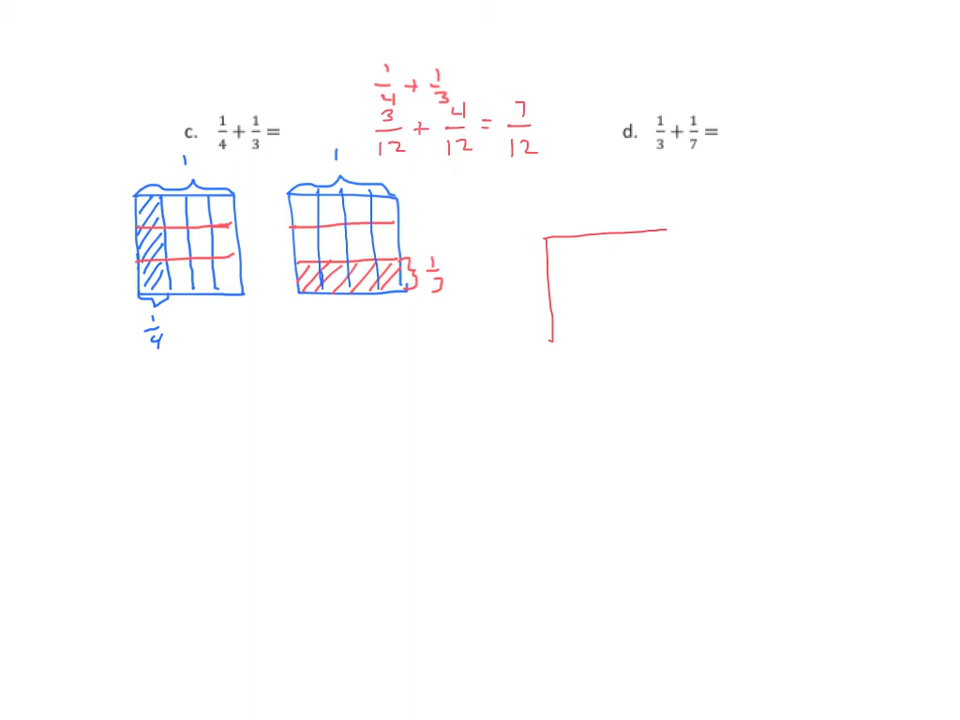 1/4 + 1/3
c. 1/4 + 1/3 =
3/12 + 4/12 = 7/12
d. 1/3 + 1/7 =
1
1
1/3
1/4